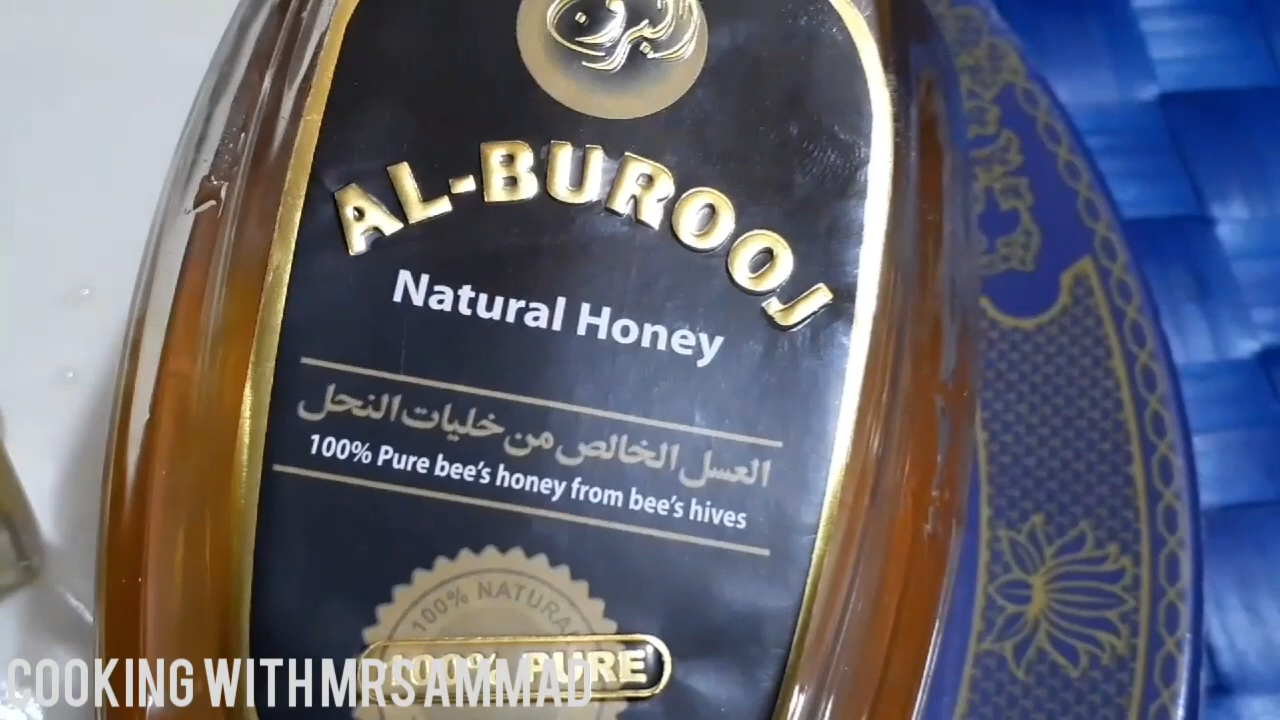 البروج
AL-BUROOJ
Natural Honey
العسل الخالص من خليات النحل
100% Pure bee's honey from bee's hives
100% NATURAL
100% PURE
COOKING WITH MRS AMMAD